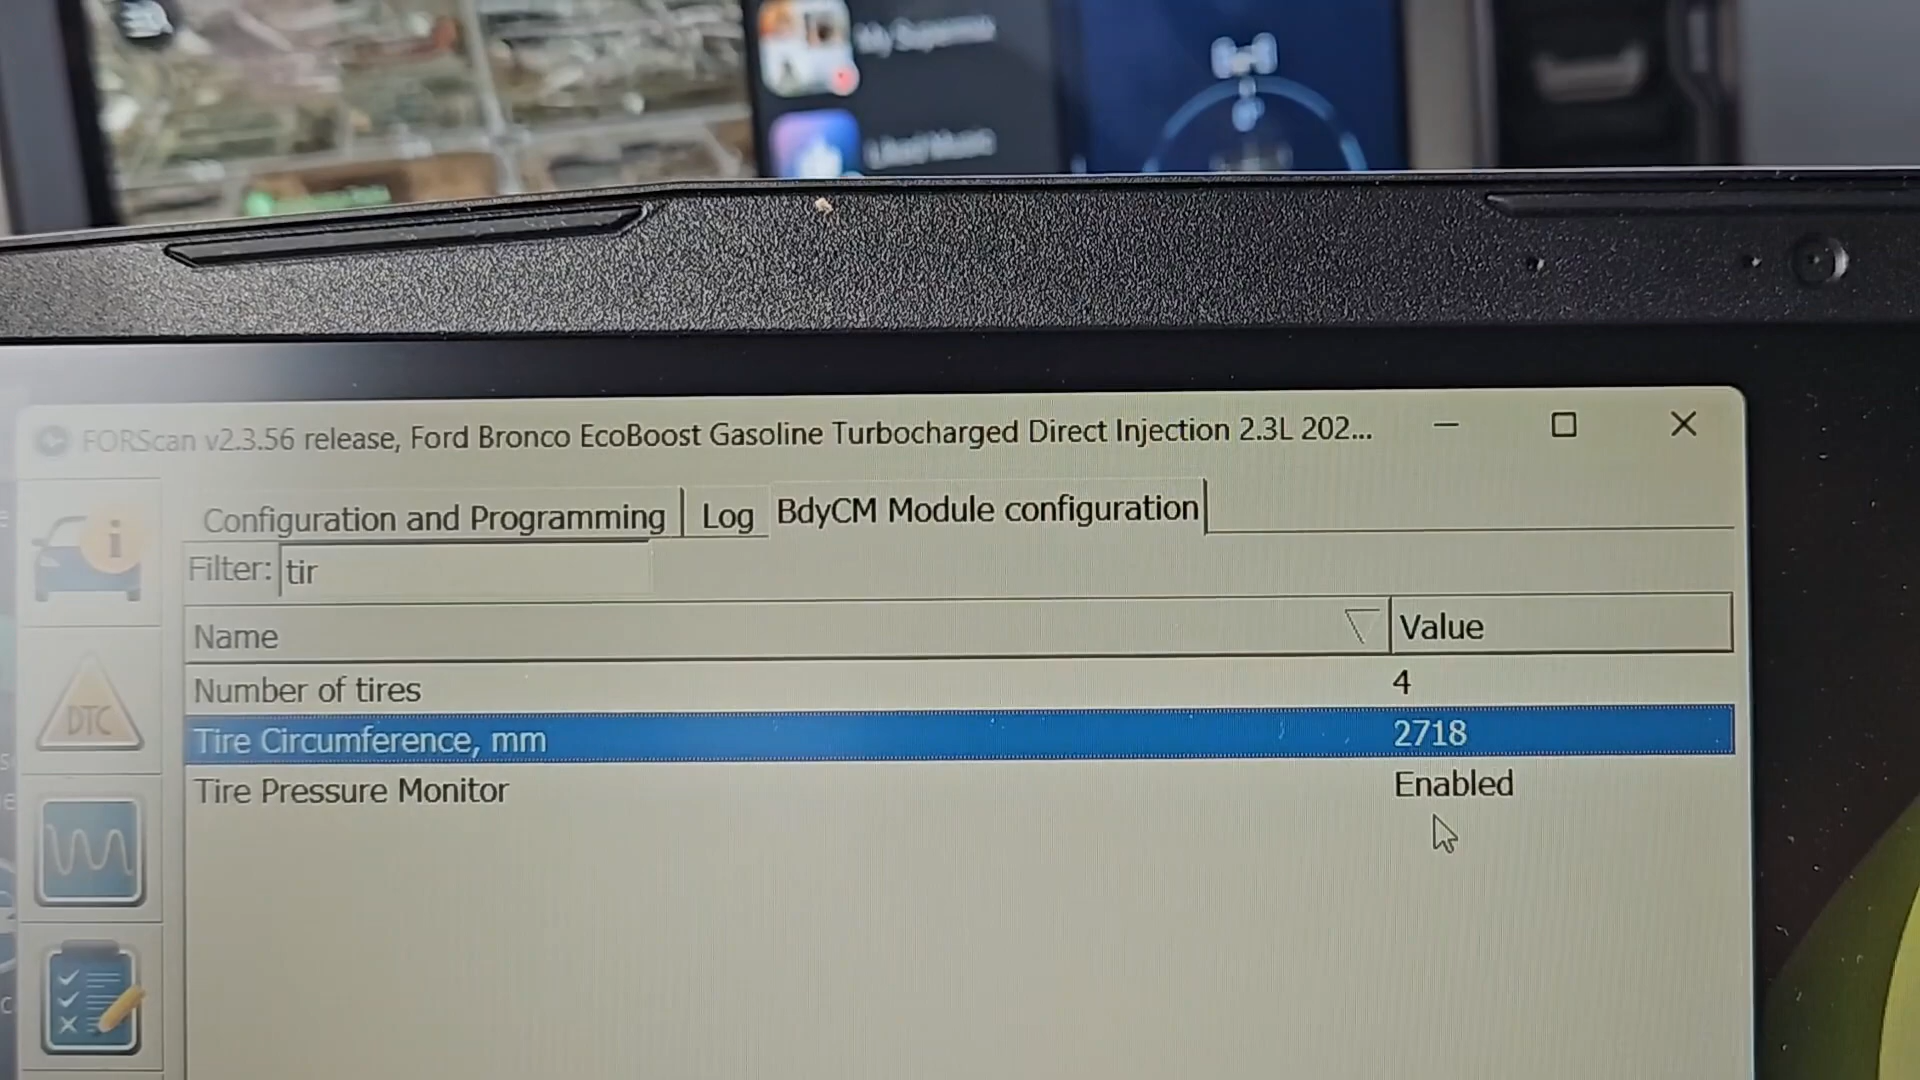 Liked Music
FORScan v2.3.56 release, Ford Bronco EcoBoost Gasoline Turbocharged Direct Injection 2.3L 202...
Configuration and Programming
Log
BdyCM Module configuration
Filter: tir
Name Value
Number of tires 4
Tire Circumference, mm 2718
Tire Pressure Monitor Enabled
DTC